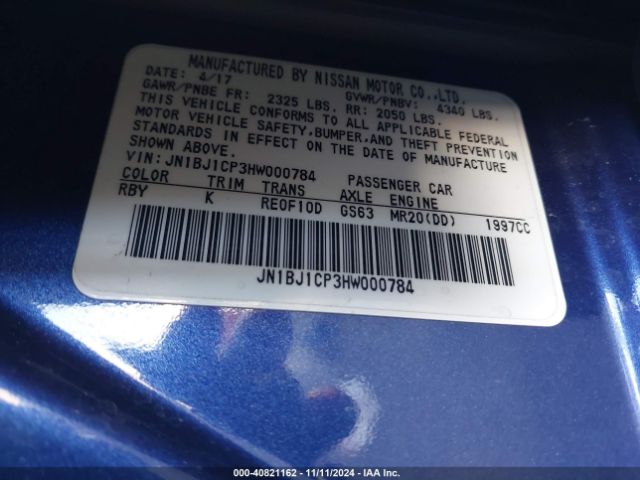 MANUFACTURED BY NISSAN MOTOR CO.,LTD.
DATE: 4/17 GVWR/PNBV: 4340 LBS.
GAWR/PNBE FR: 2325 LBS. RR: 2050 LBS.
THIS VEHICLE CONFORMS TO ALL APPLICABLE FEDERAL
MOTOR VEHICLE SAFETY,BUMPER,AND THEFT PREVENTION
STANDARDS IN EFFECT ON THE DATE OF MANUFACTURE
SHOWN ABOVE.
VIN: JN1BJ1CP3HW000784 PASSENGER CAR
COLOR TRIM TRANS AXLE ENGINE
RBY K RE0F10D GS63 MR20(DD) 1997CC
JN1BJ1CP3HW000784
000-40821162 - 11/11/2024 - IAA Inc.